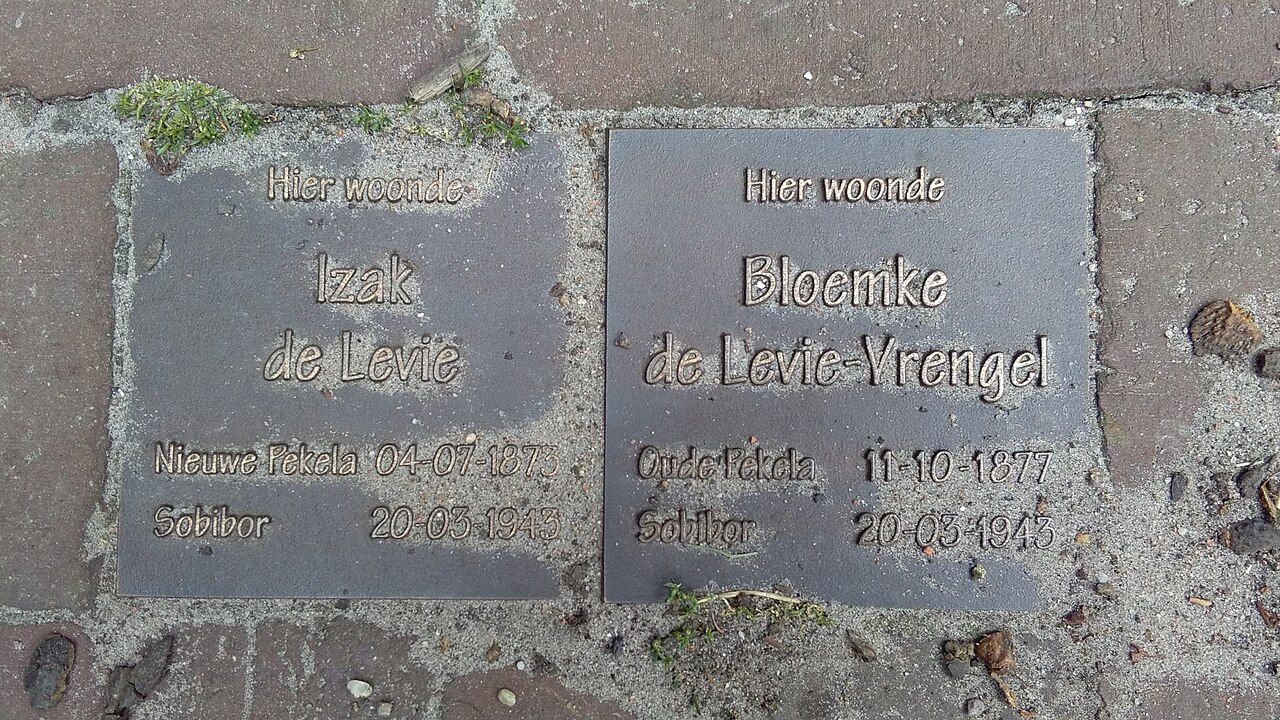 Hier woonde
Izak
de Levie
Nieuwe Pekela 04-07-1873
Sobibor 20-03-1943
Hier woonde
Bloemke
de Levie-Vrengel
Oude Pekela 11-10-1877
Sobibor 20-03-1943